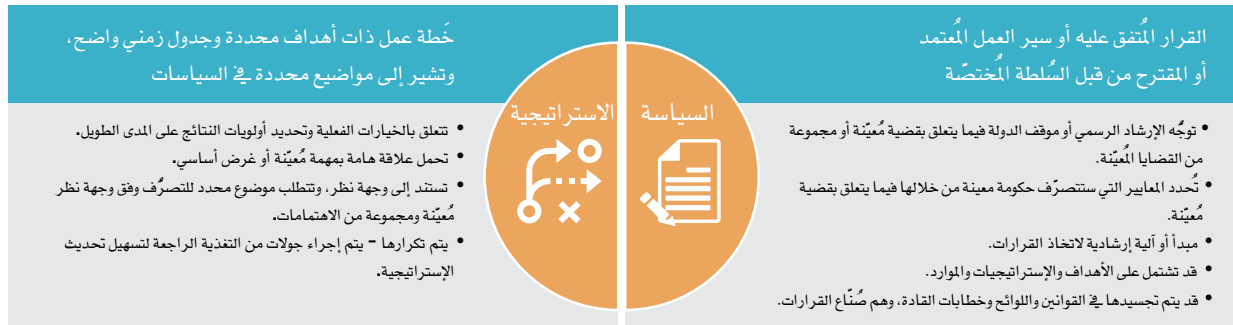 القرار المُتفق عليه أو سير العمل المُعتمد
أو المقترح من قبل السُلطة المُختصّة
السياسة
• توجُّه الإرشاد الرسمي أو موقف الدولة فيما يتعلق بقضية مُعيّنة أو مجموعة
من القضايا المُعيّنة.
• تُحدد المعايير التي ستتصرّف حكومة معينة من خلالها فيما يتعلق بقضية
مُعيّنة.
• مبدأ أو آلية إرشادية لاتخاذ القرارات.
• قد تشتمل على الأهداف والإستراتيجيات والموارد.
• قد يتم تجسيدها في القوانين واللوائح وخطابات القادة، وهم صُنّاع القرارات.
خَطة عمل ذات أهداف محددة وجدول زمني واضح،
وتشير إلى مواضيع محددة في السياسات
الاستراتيجية
• تتعلق بالخيارات الفعلية وتحديد أولويات النتائج على المدى الطويل.
• تحمل علاقة هامة بمهمة مُعيّنة أو غرض أساسي.
• تستند إلى وجهة نظر، وتتطلب موضوع محدد للتصرُّف وفق وجهة نظر
مُعيّنة ومجموعة من الاهتمامات.
• يتم تكرارها – يتم إجراء جولات من التغذية الراجعة لتسهيل تحديث
الإستراتيجية.